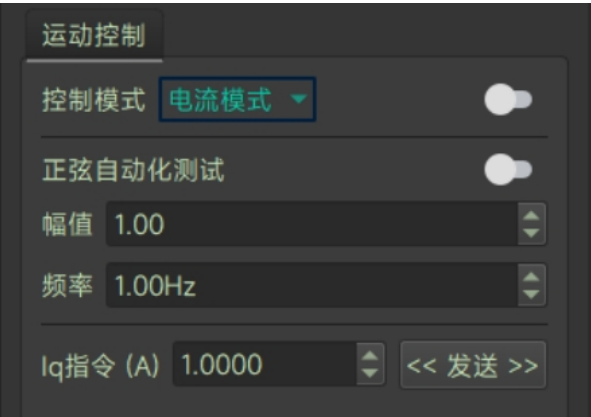 运动控制
控制模式 电流模式
正弦自动化测试
幅值 1.00
频率 1.00Hz
Iq指令 (A) 1.0000 << 发送 >>